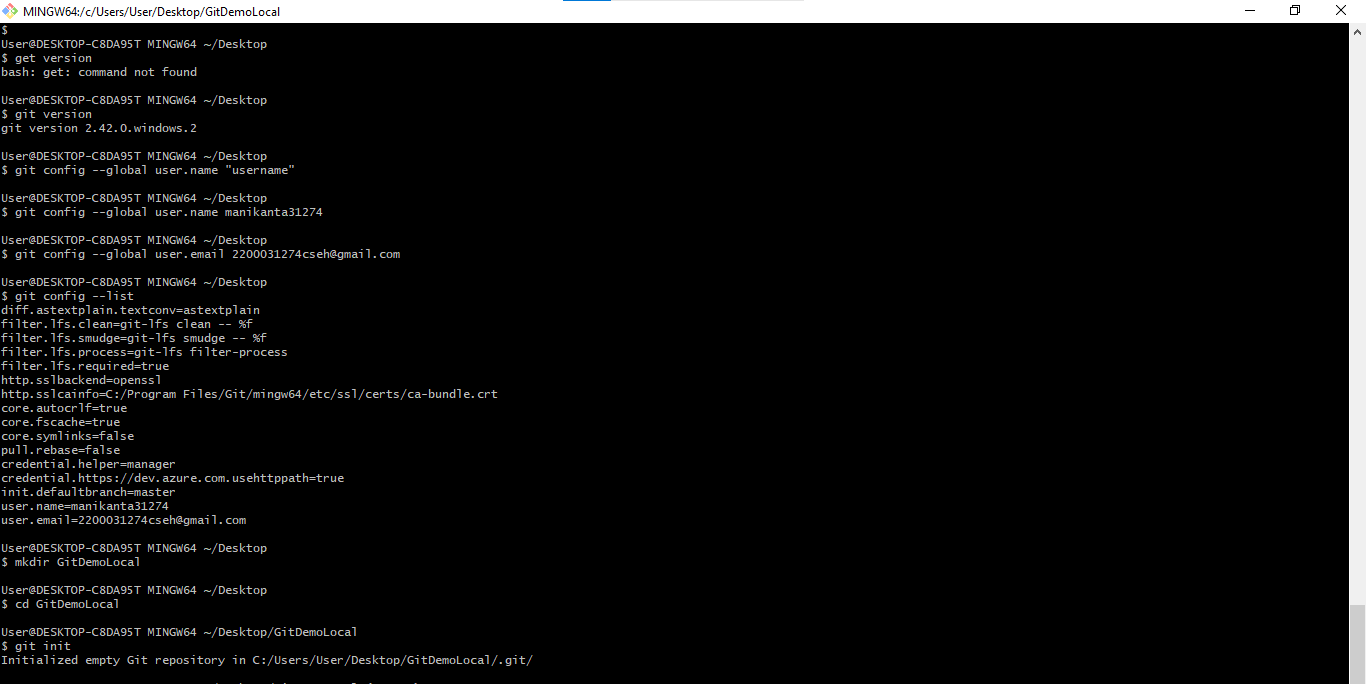 MINGW64:/c/Users/User/Desktop/GitDemoLocal
$
User@DESKTOP-C8DA95T MINGW64 ~/Desktop
$ get version
bash: get: command not found
User@DESKTOP-C8DA95T MINGW64 ~/Desktop
$ git version
git version 2.42.0.windows.2
User@DESKTOP-C8DA95T MINGW64 ~/Desktop
$ git config --global user.name "username"
User@DESKTOP-C8DA95T MINGW64 ~/Desktop
$ git config --global user.name manikanta31274
User@DESKTOP-C8DA95T MINGW64 ~/Desktop
$ git config --global user.email 2200031274cseh@gmail.com
User@DESKTOP-C8DA95T MINGW64 ~/Desktop
$ git config --list
diff.astextplain.textconv=astextplain
filter.lfs.clean=git-lfs clean -- %f
filter.lfs.smudge=git-lfs smudge -- %f
filter.lfs.process=git-lfs filter-process
filter.lfs.required=true
http.sslbackend=openssl
http.sslcainfo=C:/Program Files/Git/mingw64/etc/ssl/certs/ca-bundle.crt
core.autocrlf=true
core.fscache=true
core.symlinks=false
pull.rebase=false
credential.helper=manager
credential.https://dev.azure.com.usehttppath=true
init.defaultbranch=master
user.name=manikanta31274
user.email=2200031274cseh@gmail.com
User@DESKTOP-C8DA95T MINGW64 ~/Desktop
$ mkdir GitDemoLocal
User@DESKTOP-C8DA95T MINGW64 ~/Desktop
$ cd GitDemoLocal
User@DESKTOP-C8DA95T MINGW64 ~/Desktop/GitDemoLocal
$ git init
Initialized empty Git repository in C:/Users/User/Desktop/GitDemoLocal/.git/